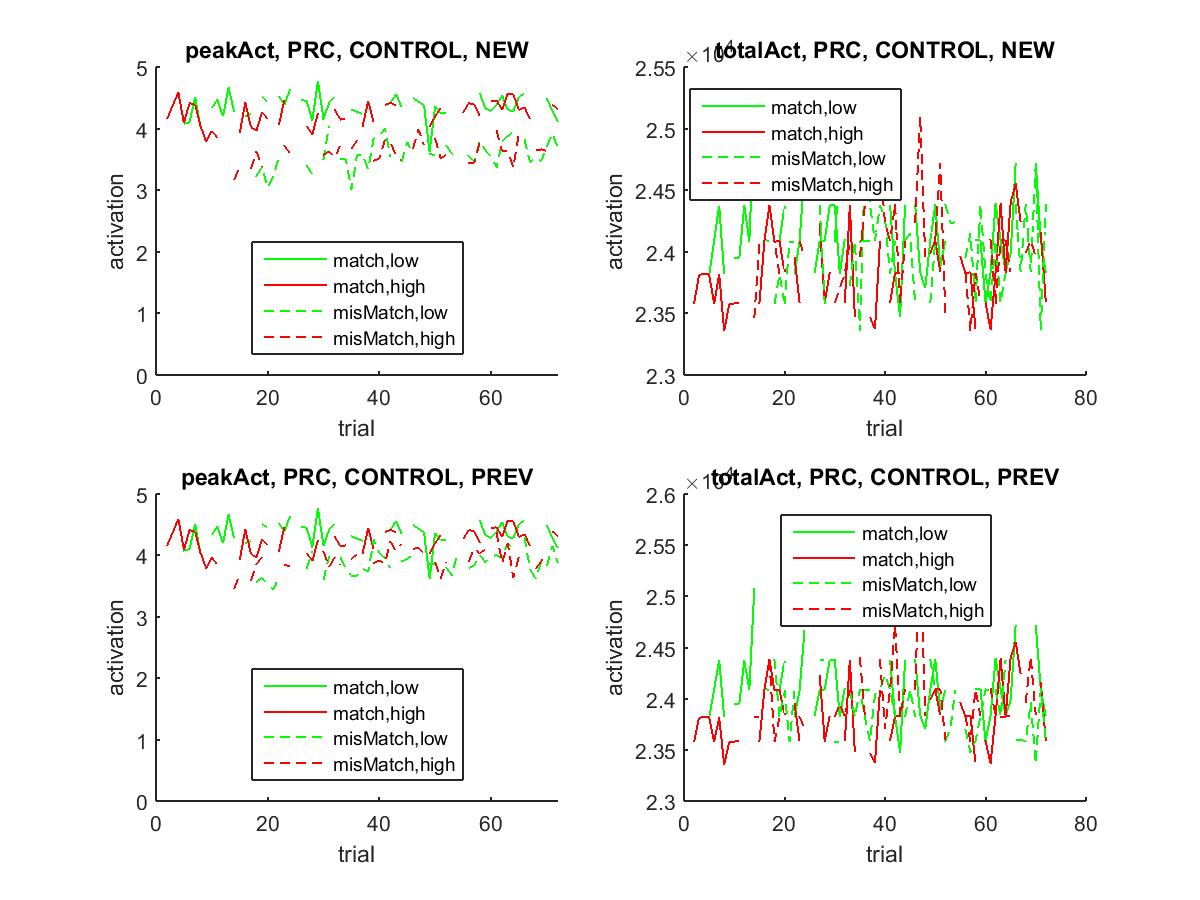 peakAct, PRC, CONTROL, NEW
5
4
3
2
1
0
activation
match,low
match,high
misMatch,low
misMatch,high
0 20 40 60
trial
×10⁴
totalAct, PRC, CONTROL, NEW
2.55
2.5
2.45
2.4
2.35
2.3
activation
match,low
match,high
misMatch,low
misMatch,high
0 20 40 60 80
trial
peakAct, PRC, CONTROL, PREV
5
4
3
2
1
0
activation
match,low
match,high
misMatch,low
misMatch,high
0 20 40 60
trial
×10⁴
totalAct, PRC, CONTROL, PREV
2.6
2.55
2.5
2.45
2.4
2.35
2.3
activation
match,low
match,high
misMatch,low
misMatch,high
0 20 40 60 80
trial